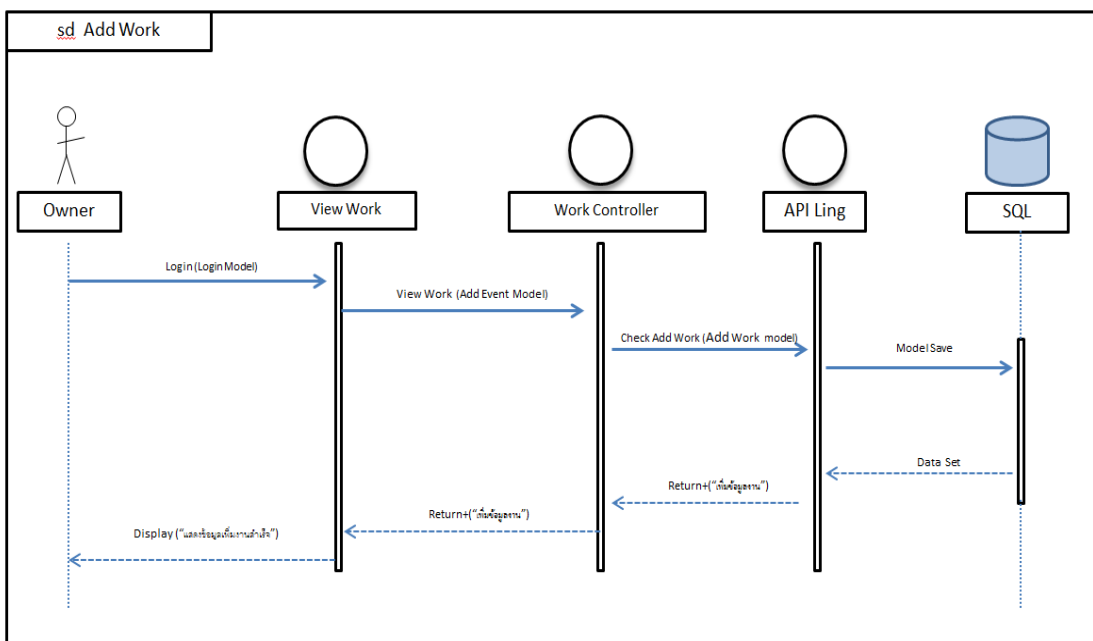 sd Add Work
Owner
View Work
Work Controller
API Ling
SQL
Login (Login Model)
View Work (Add Event Model)
Check Add Work (Add Work model)
Model Save
Data Set
Return+("เพิ่มข้อมูลงาน")
Return+("เพิ่มข้อมูลงาน")
Display ("แสดงข้อมูลเพิ่มงานสำเร็จ")